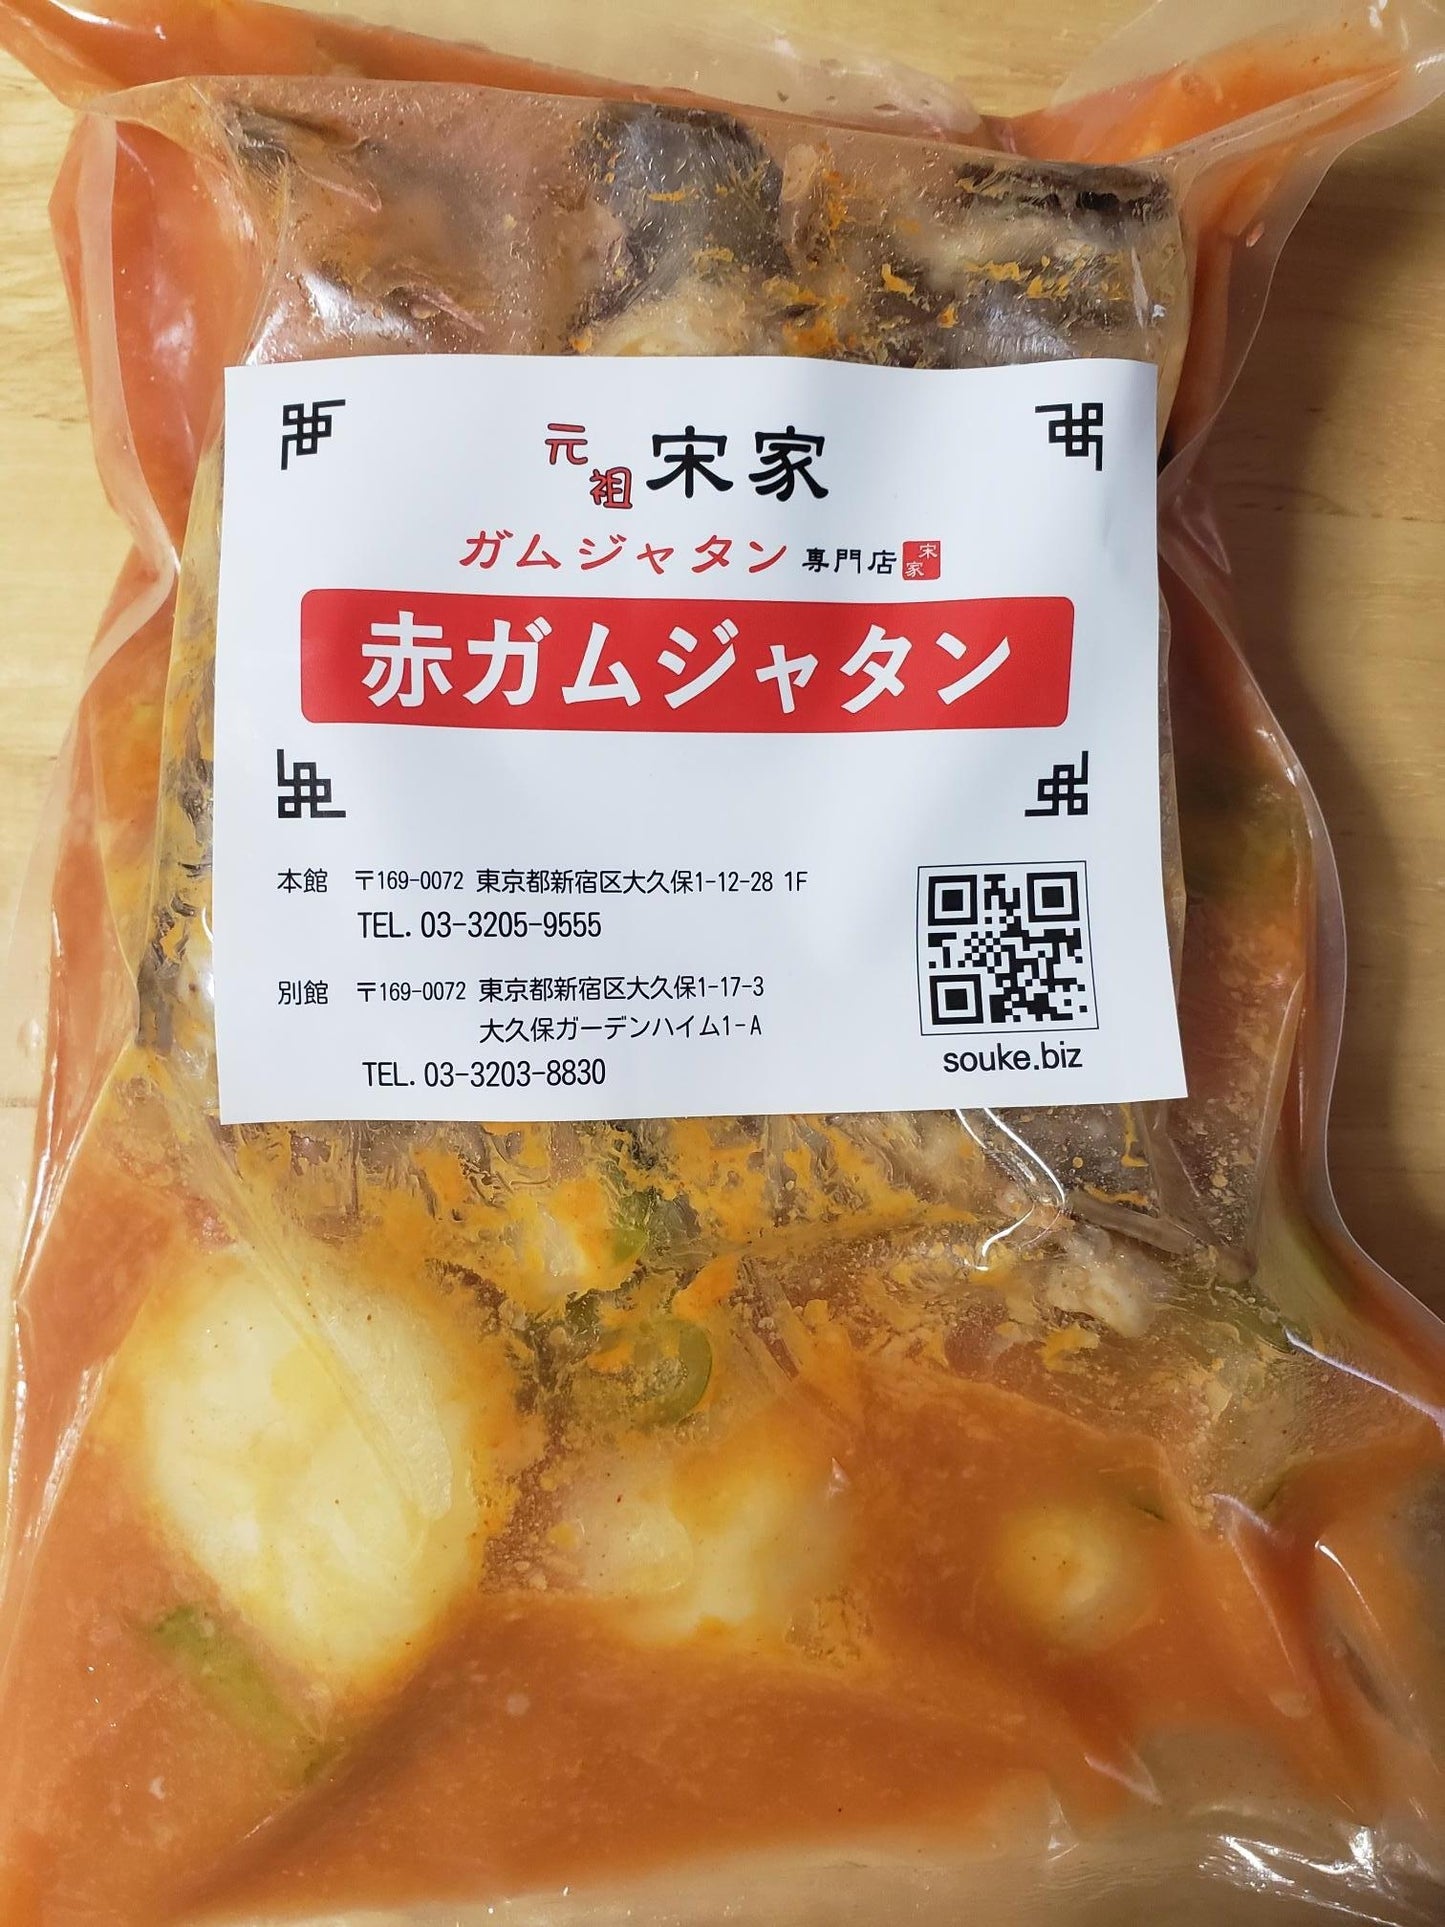 元祖 宋家
ガムジャタン 専門店 宋家
赤ガムジャタン
本館 〒169-0072 東京都新宿区大久保1-12-28 1F
TEL. 03-3205-9555
別館 〒169-0072 東京都新宿区大久保1-17-3
大久保ガーデンハイム1-A
TEL. 03-3203-8830
souke.biz